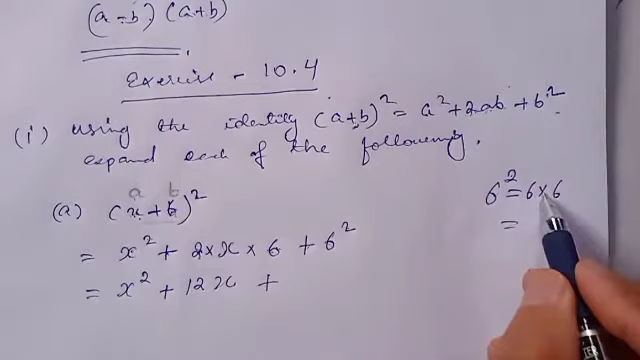 (a-b) (a+b)
Exercise - 10.4
(i) using the identity (a+b)² = a²+2ab+b²
expand each of the following.
a b
(a) (x+6)²
= x² + 2×x×6 + 6²
= x² + 12x +
6² = 6×6
=